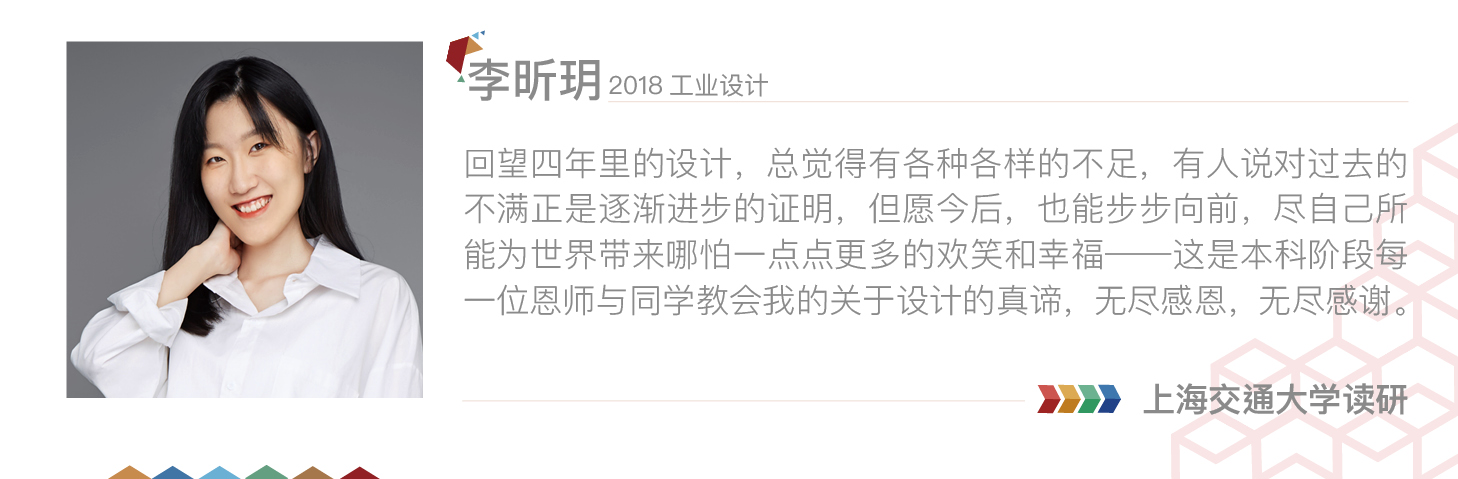 李昕玥 2018 工业设计
回望四年里的设计，总觉得有各种各样的不足，有人说对过去的
不满正是逐渐进步的证明，但愿今后，也能步步向前，尽自己所
能为世界带来哪怕一点点更多的欢笑和幸福——这是本科阶段每
一位恩师与同学教会我的关于设计的真谛，无尽感恩，无尽感谢。
上海交通大学读研